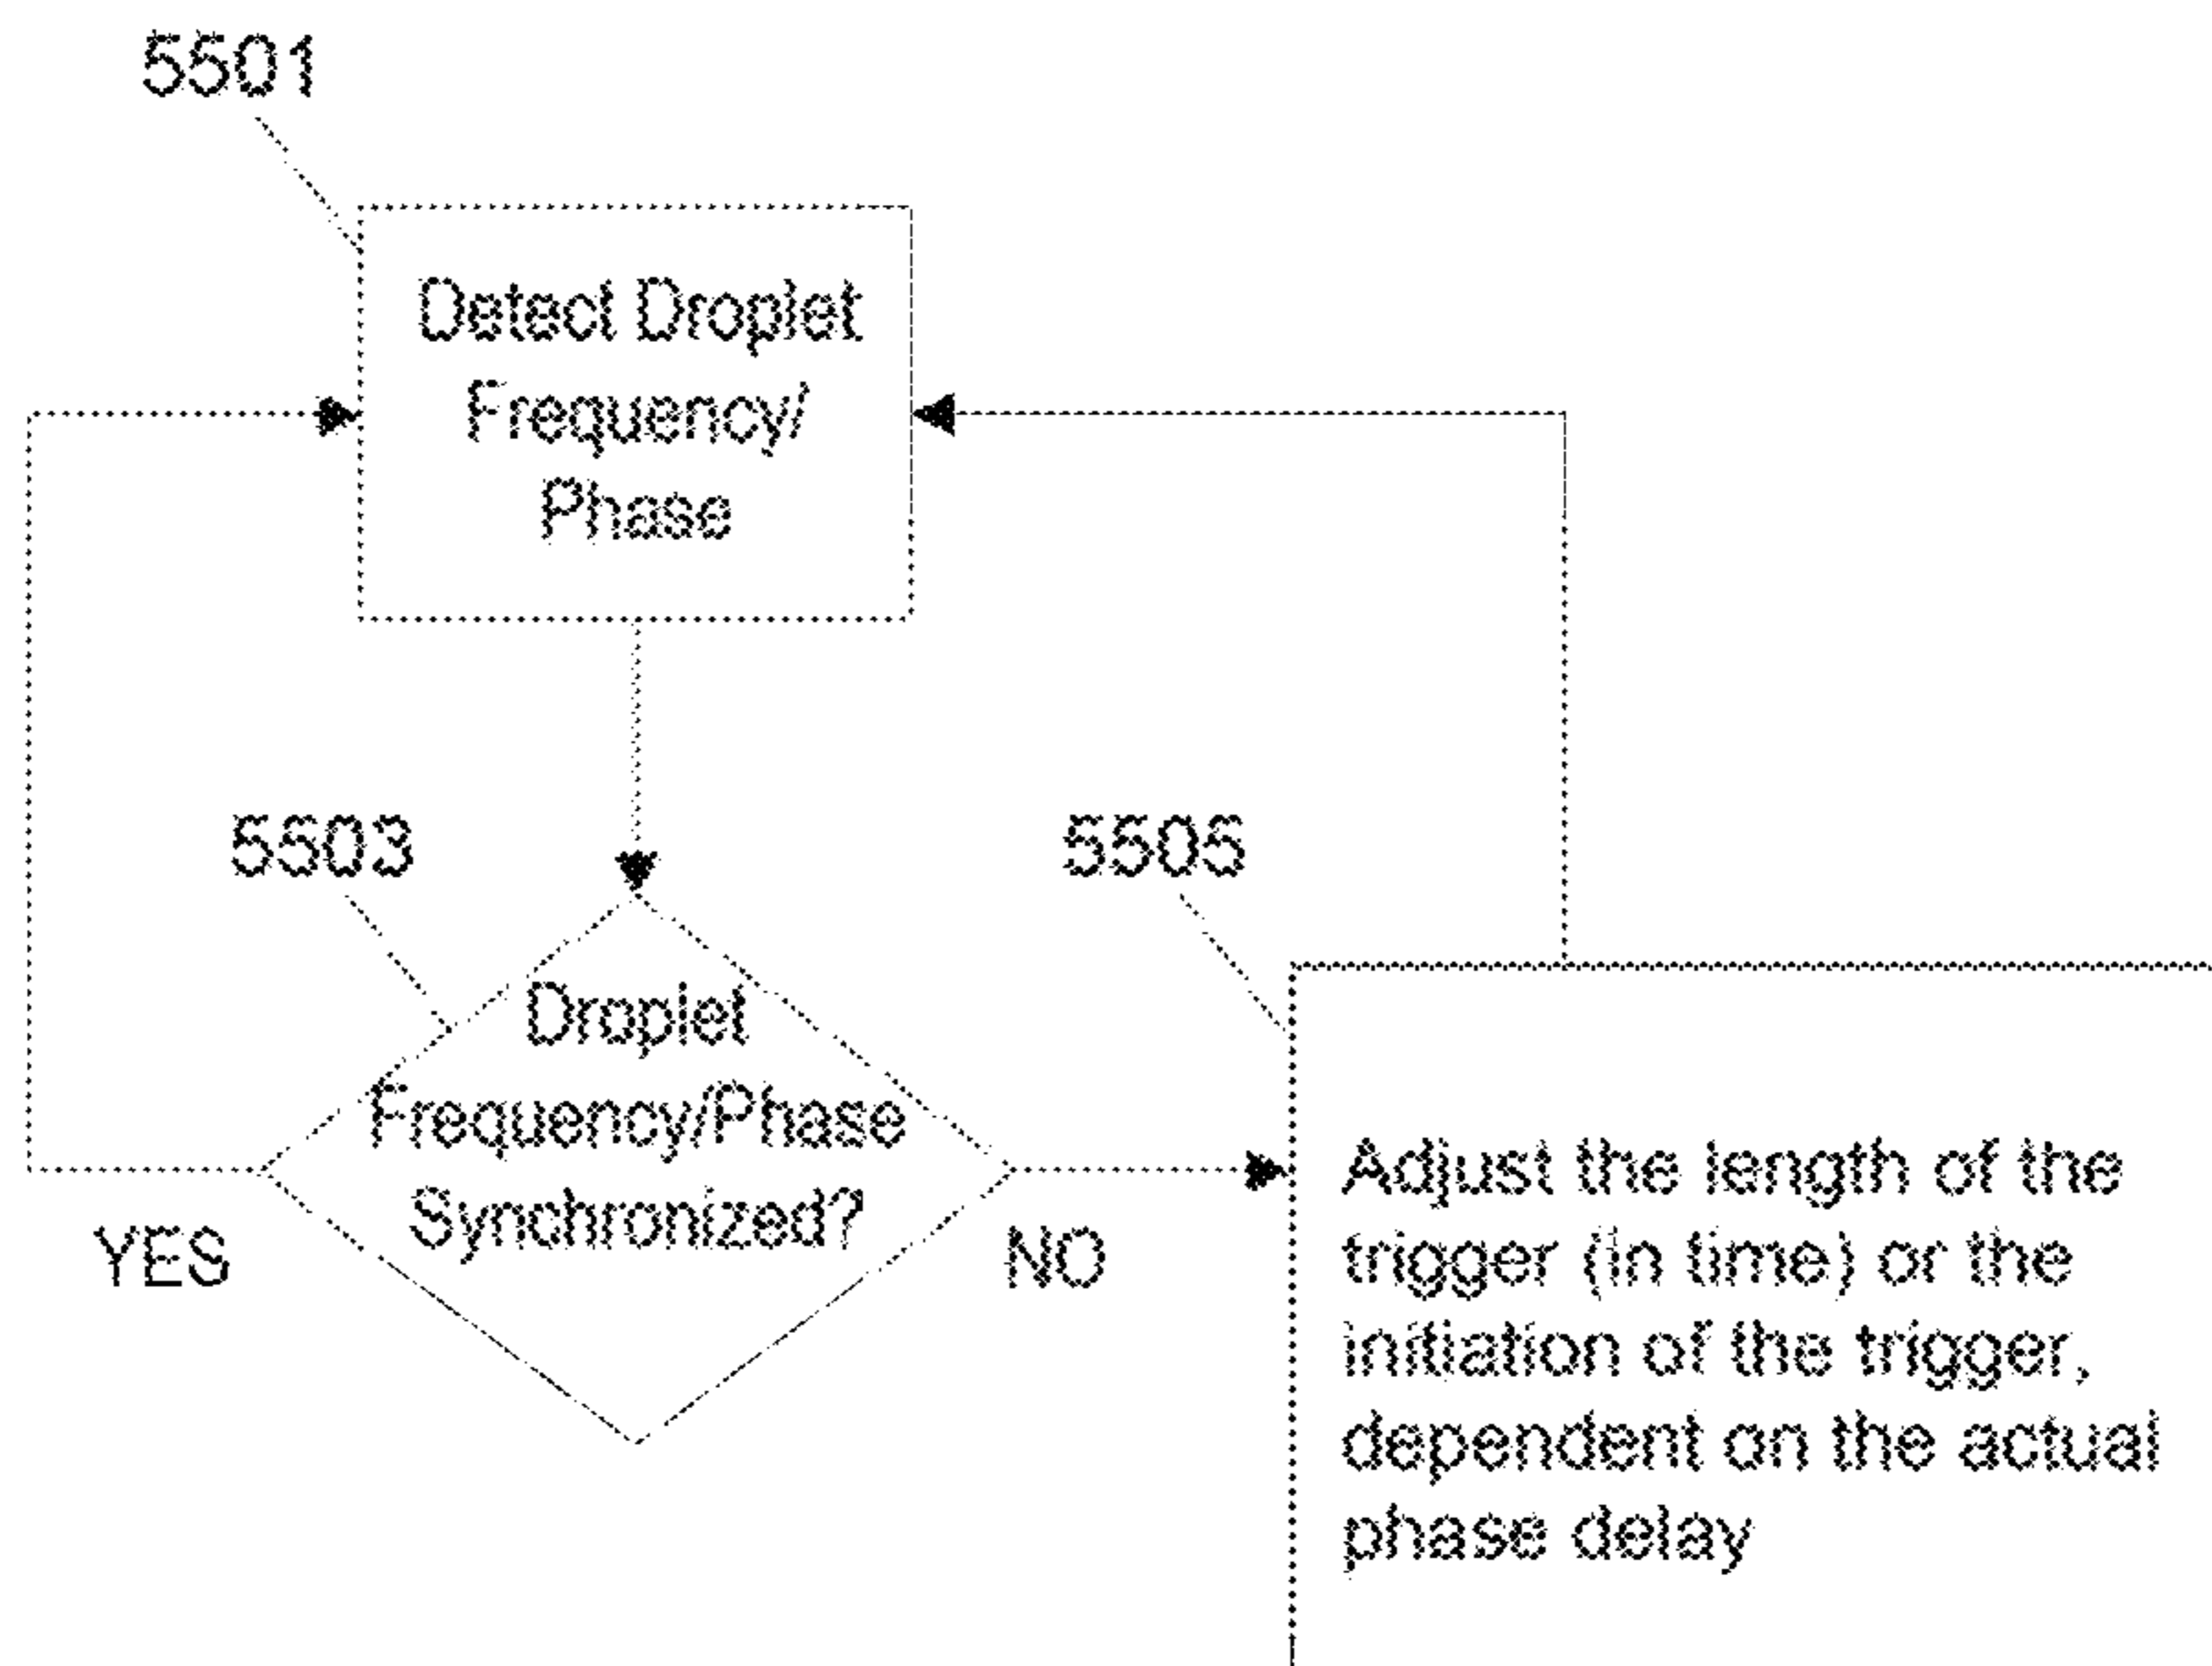 5501
Detect Droplet
Frequency/
Phase
5503
5505
Droplet
Frequency/Phase
Synchronized?
YES
NO
Adjust the length of the
trigger (in time) or the
initiation of the trigger,
dependent on the actual
phase delay